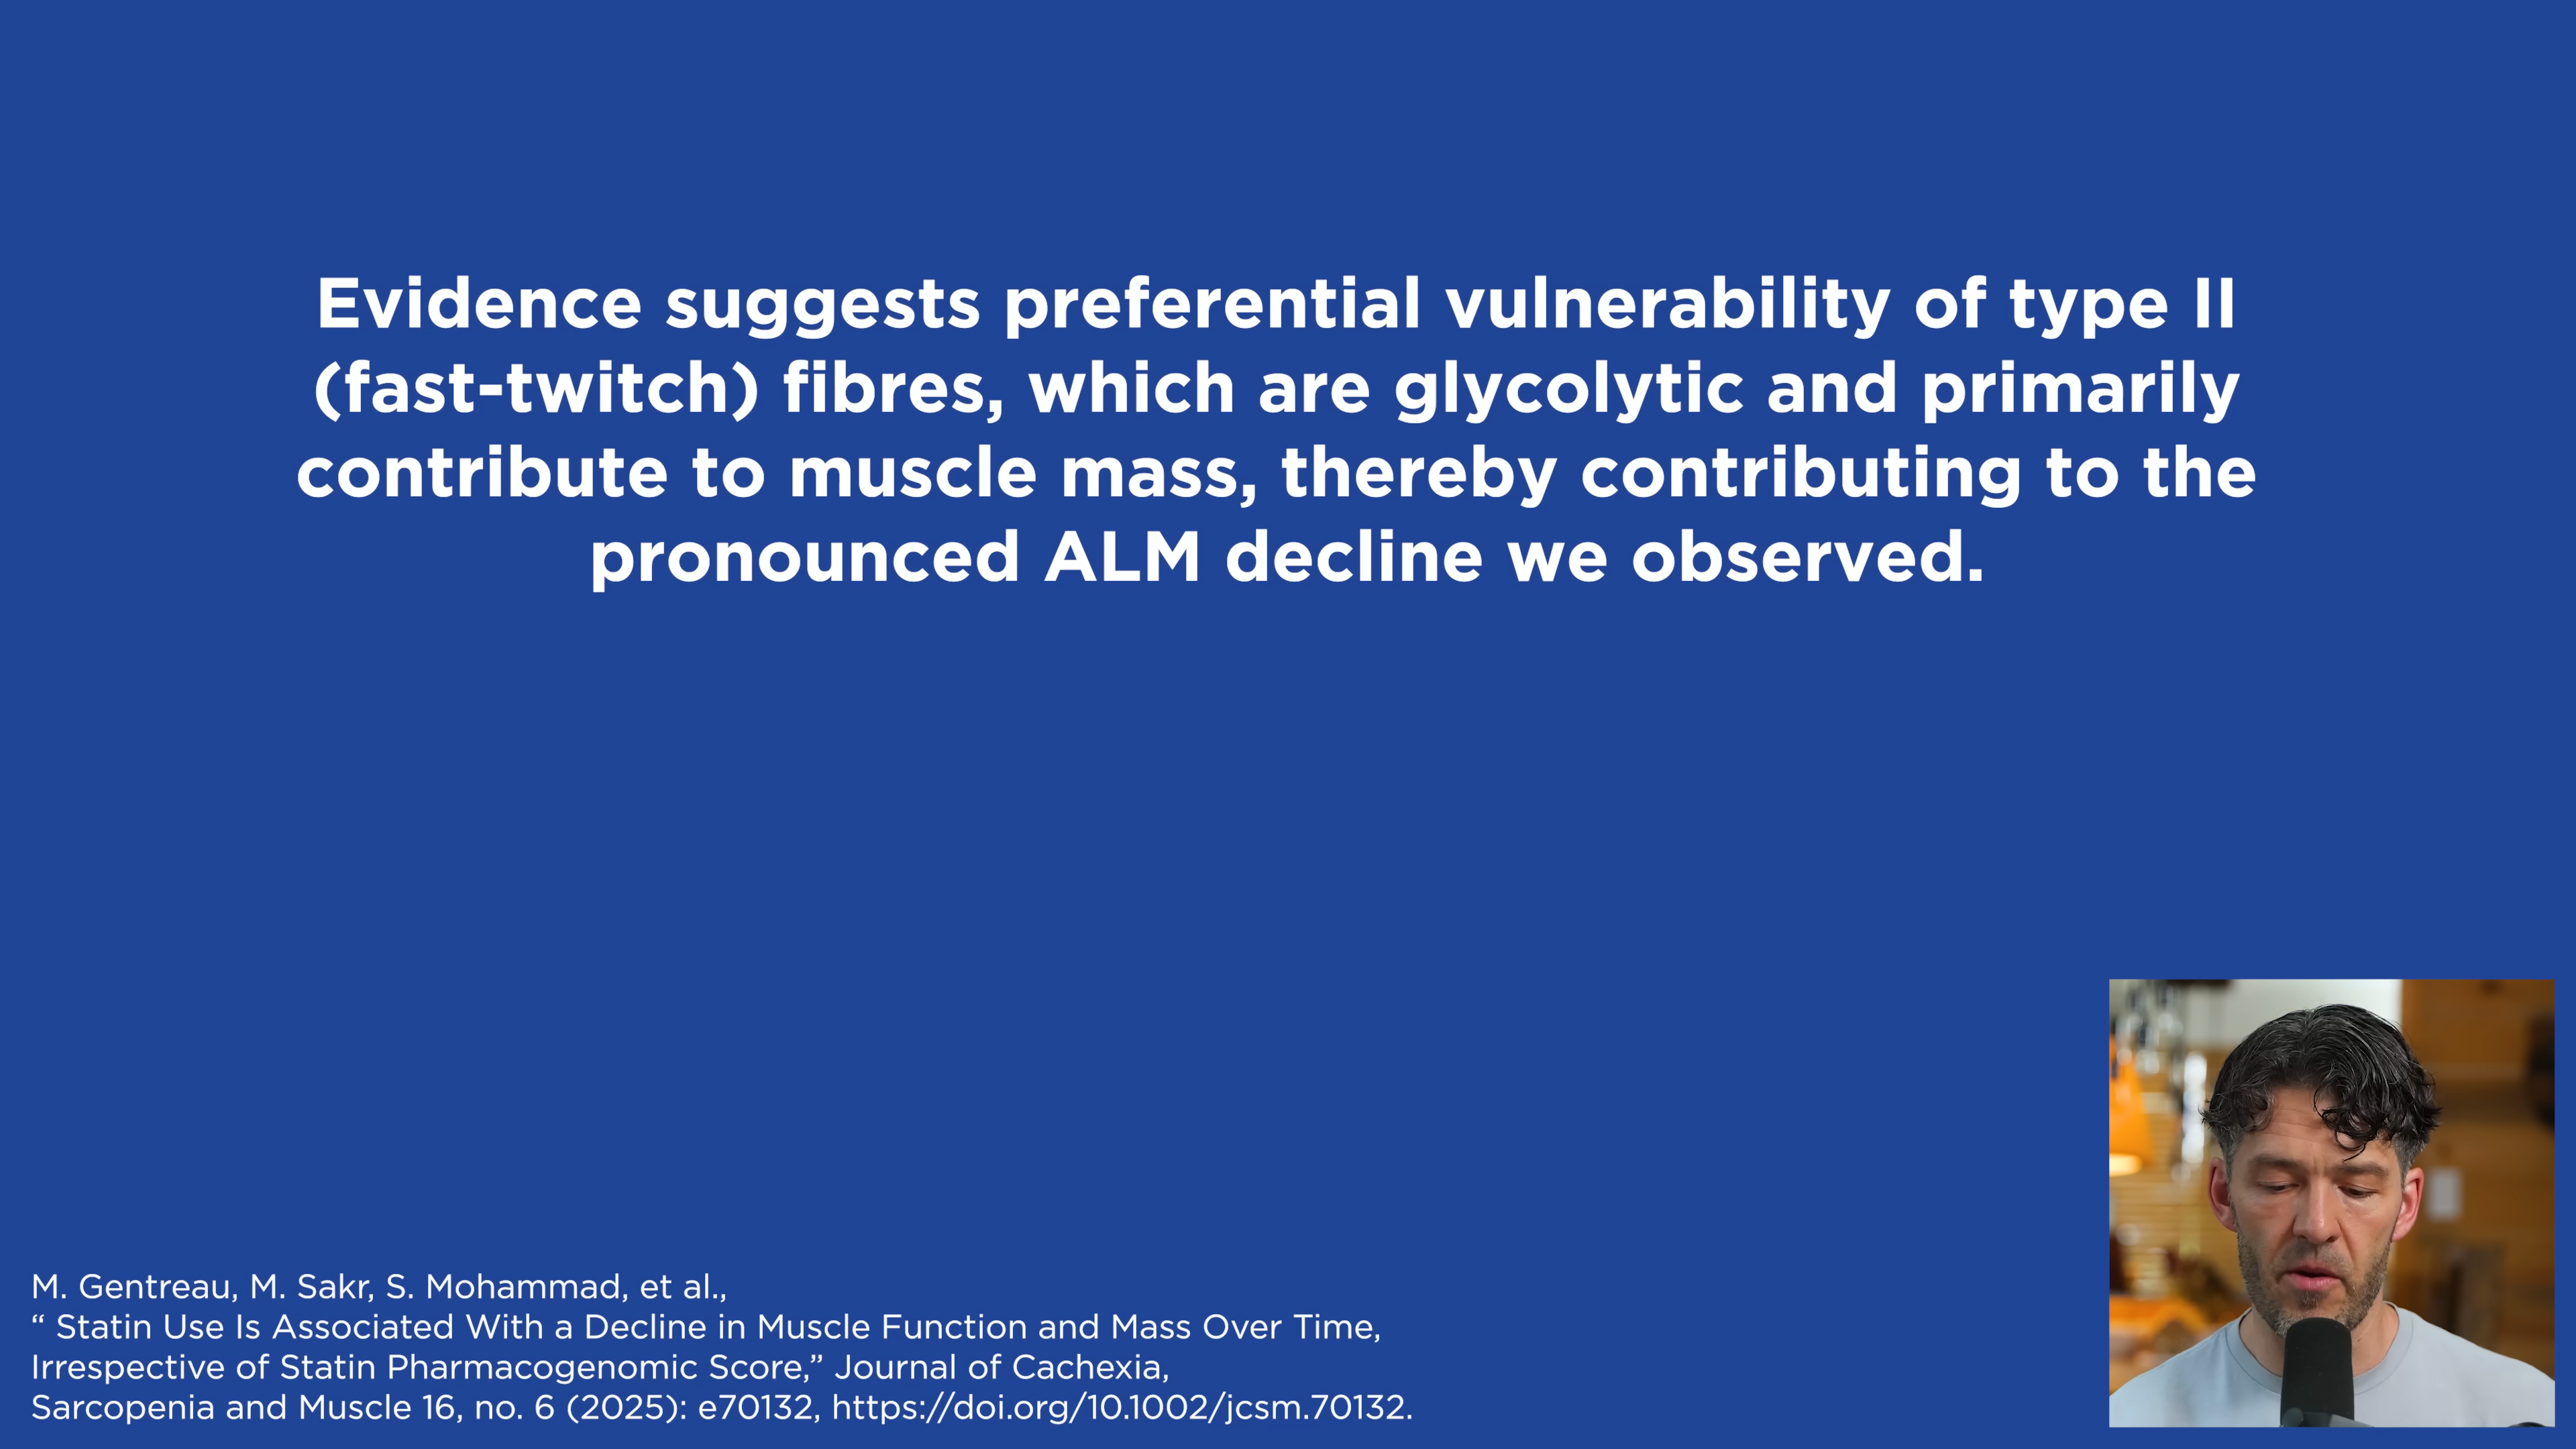 Evidence suggests preferential vulnerability of type II
(fast-twitch) fibres, which are glycolytic and primarily
contribute to muscle mass, thereby contributing to the
pronounced ALM decline we observed.
M. Gentreau, M. Sakr, S. Mohammad, et al.,
“ Statin Use Is Associated With a Decline in Muscle Function and Mass Over Time,
Irrespective of Statin Pharmacogenomic Score,” Journal of Cachexia,
Sarcopenia and Muscle 16, no. 6 (2025): e70132, https://doi.org/10.1002/jcsm.70132.